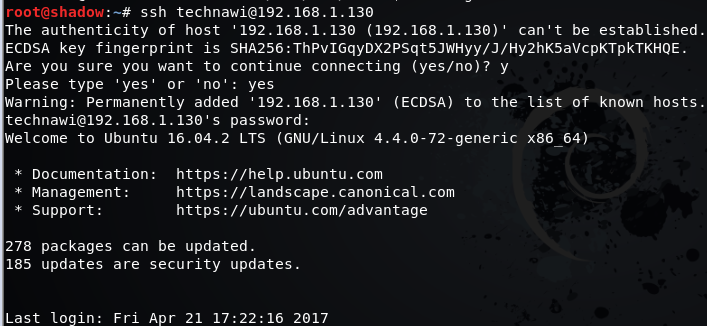 root@shadow:~# ssh technawi@192.168.1.130
The authenticity of host '192.168.1.130 (192.168.1.130)' can't be established.
ECDSA key fingerprint is SHA256:ThPvIGqyDX2PSqt5JWHyy/J/Hy2hK5aVcpKTpkTKHQE.
Are you sure you want to continue connecting (yes/no)? y
Please type 'yes' or 'no': yes
Warning: Permanently added '192.168.1.130' (ECDSA) to the list of known hosts.
technawi@192.168.1.130's password:
Welcome to Ubuntu 16.04.2 LTS (GNU/Linux 4.4.0-72-generic x86_64)
* Documentation:  https://help.ubuntu.com
* Management:     https://landscape.canonical.com
* Support:        https://ubuntu.com/advantage
278 packages can be updated.
185 updates are security updates.
Last login: Fri Apr 21 17:22:16 2017